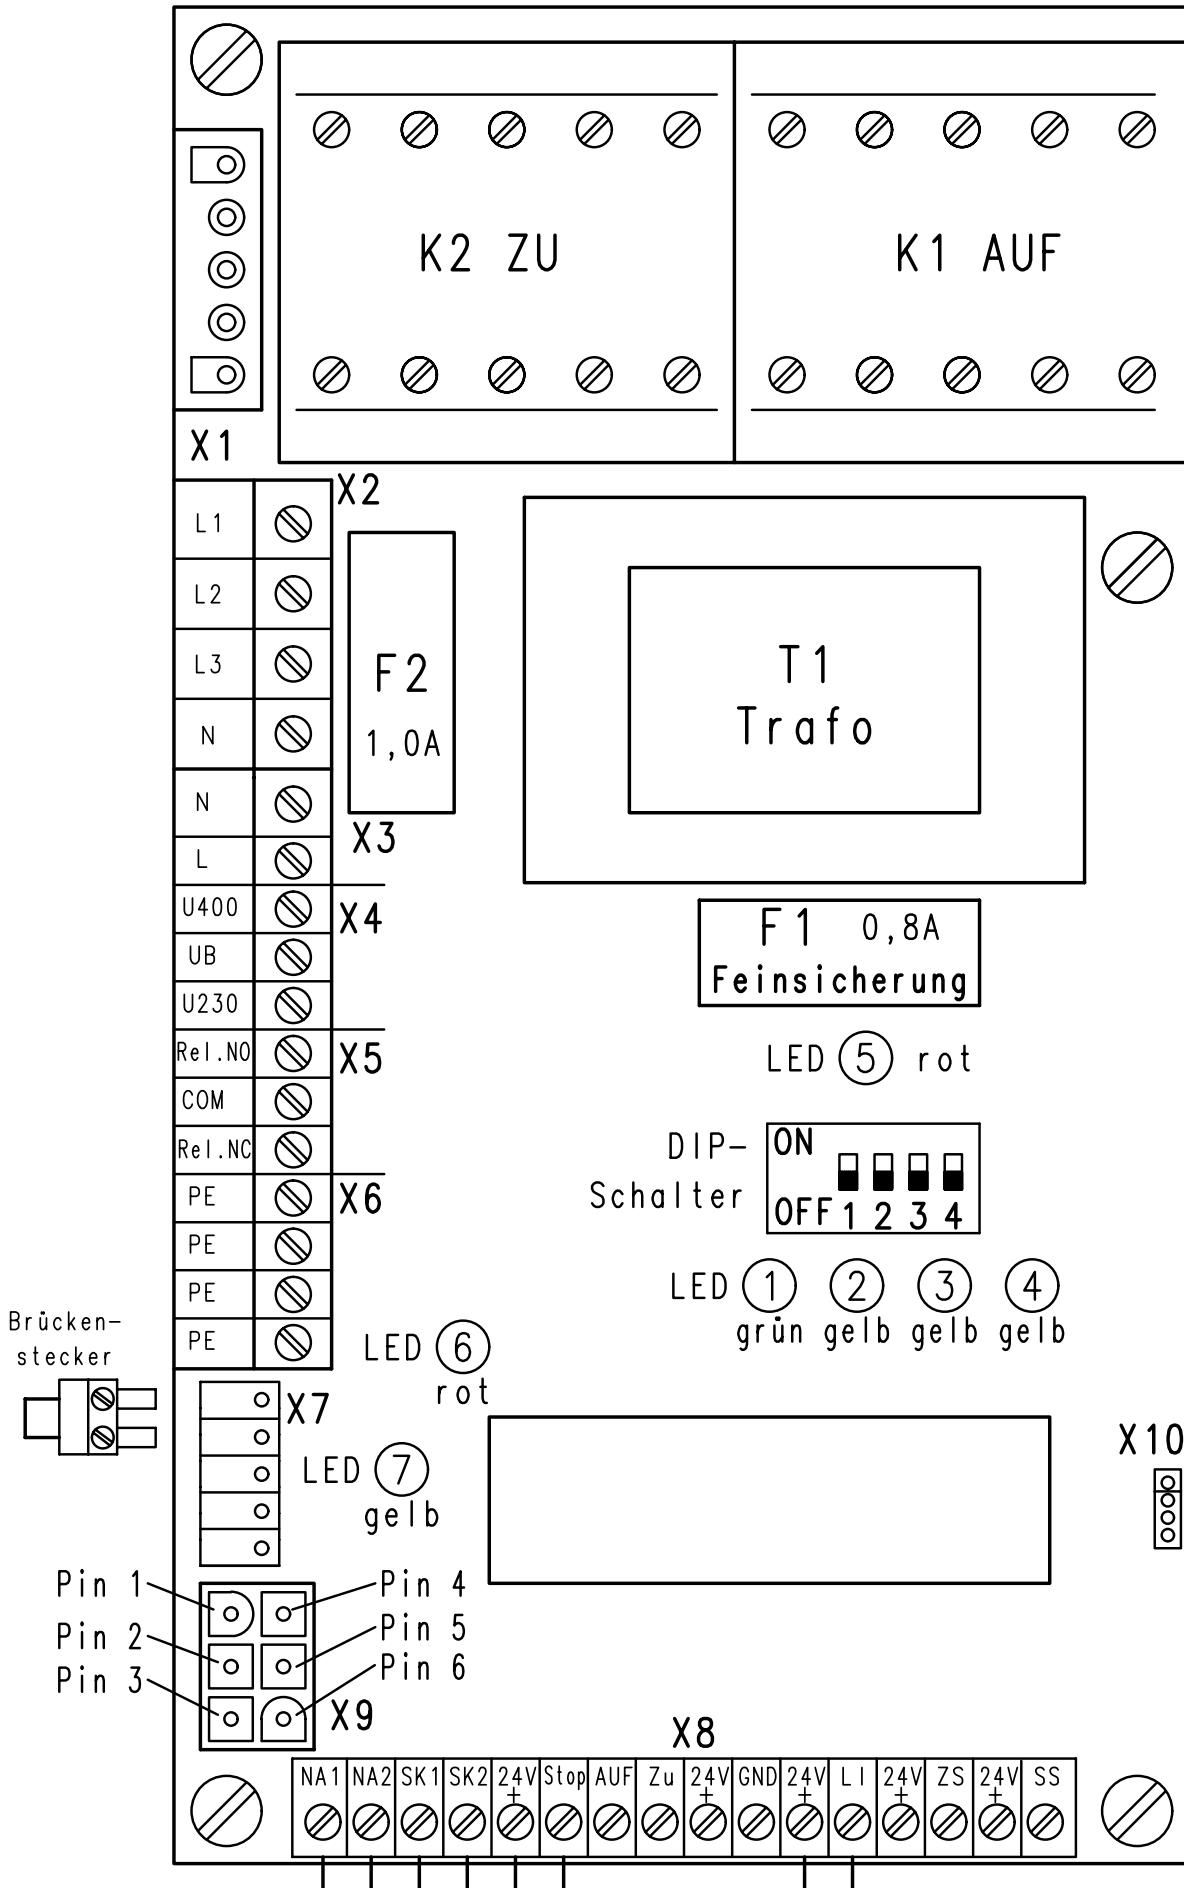 K2 ZU
K1 AUF
X1
X2
L1
L2
L3
N
N
L
U400
UB
U230
Rel.NO
COM
Rel.NC
PE
PE
PE
PE
F2
1,0A
T1
Trafo
X3
X4
F1 0,8A
Feinsicherung
X5
LED 5 rot
DIP-
Schalter
ON
OFF 1 2 3 4
X6
LED 1 2 3 4
grün gelb gelb gelb
Brücken-
stecker
LED 6
rot
X7
LED 7
gelb
X10
Pin 1
Pin 2
Pin 3
Pin 4
Pin 5
Pin 6
X9
X8
NA1 NA2 SK1 SK2 24V Stop AUF Zu 24V GND 24V LI 24V ZS 24V SS
+ + + + +